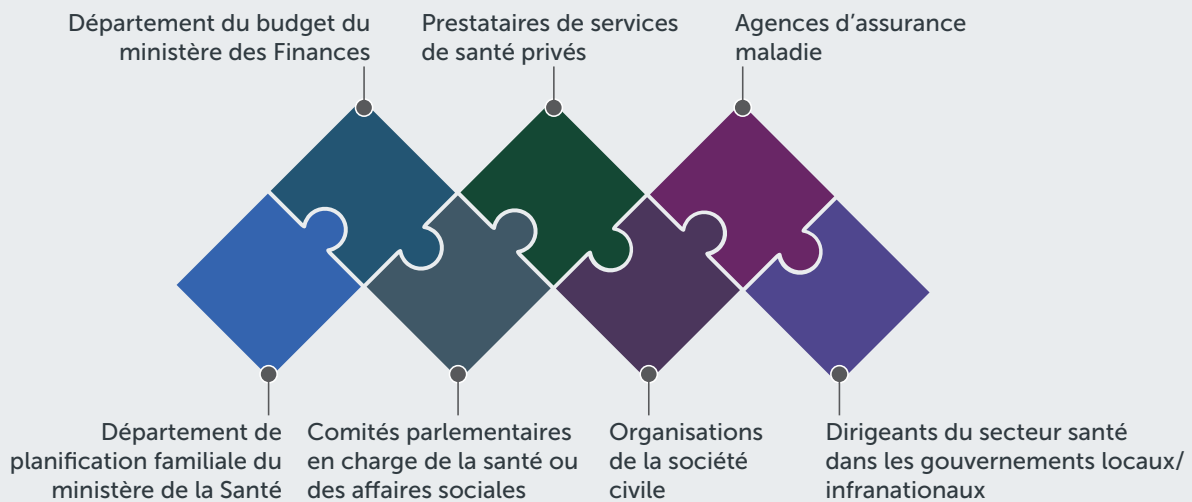 Département du budget du
ministère des Finances
Prestataires de services
de santé privés
Agences d’assurance
maladie
Département de
planification familiale du
ministère de la Santé
Comités parlementaires
en charge de la santé ou
des affaires sociales
Organisations
de la société
civile
Dirigeants du secteur santé
dans les gouvernements locaux/
infranationaux